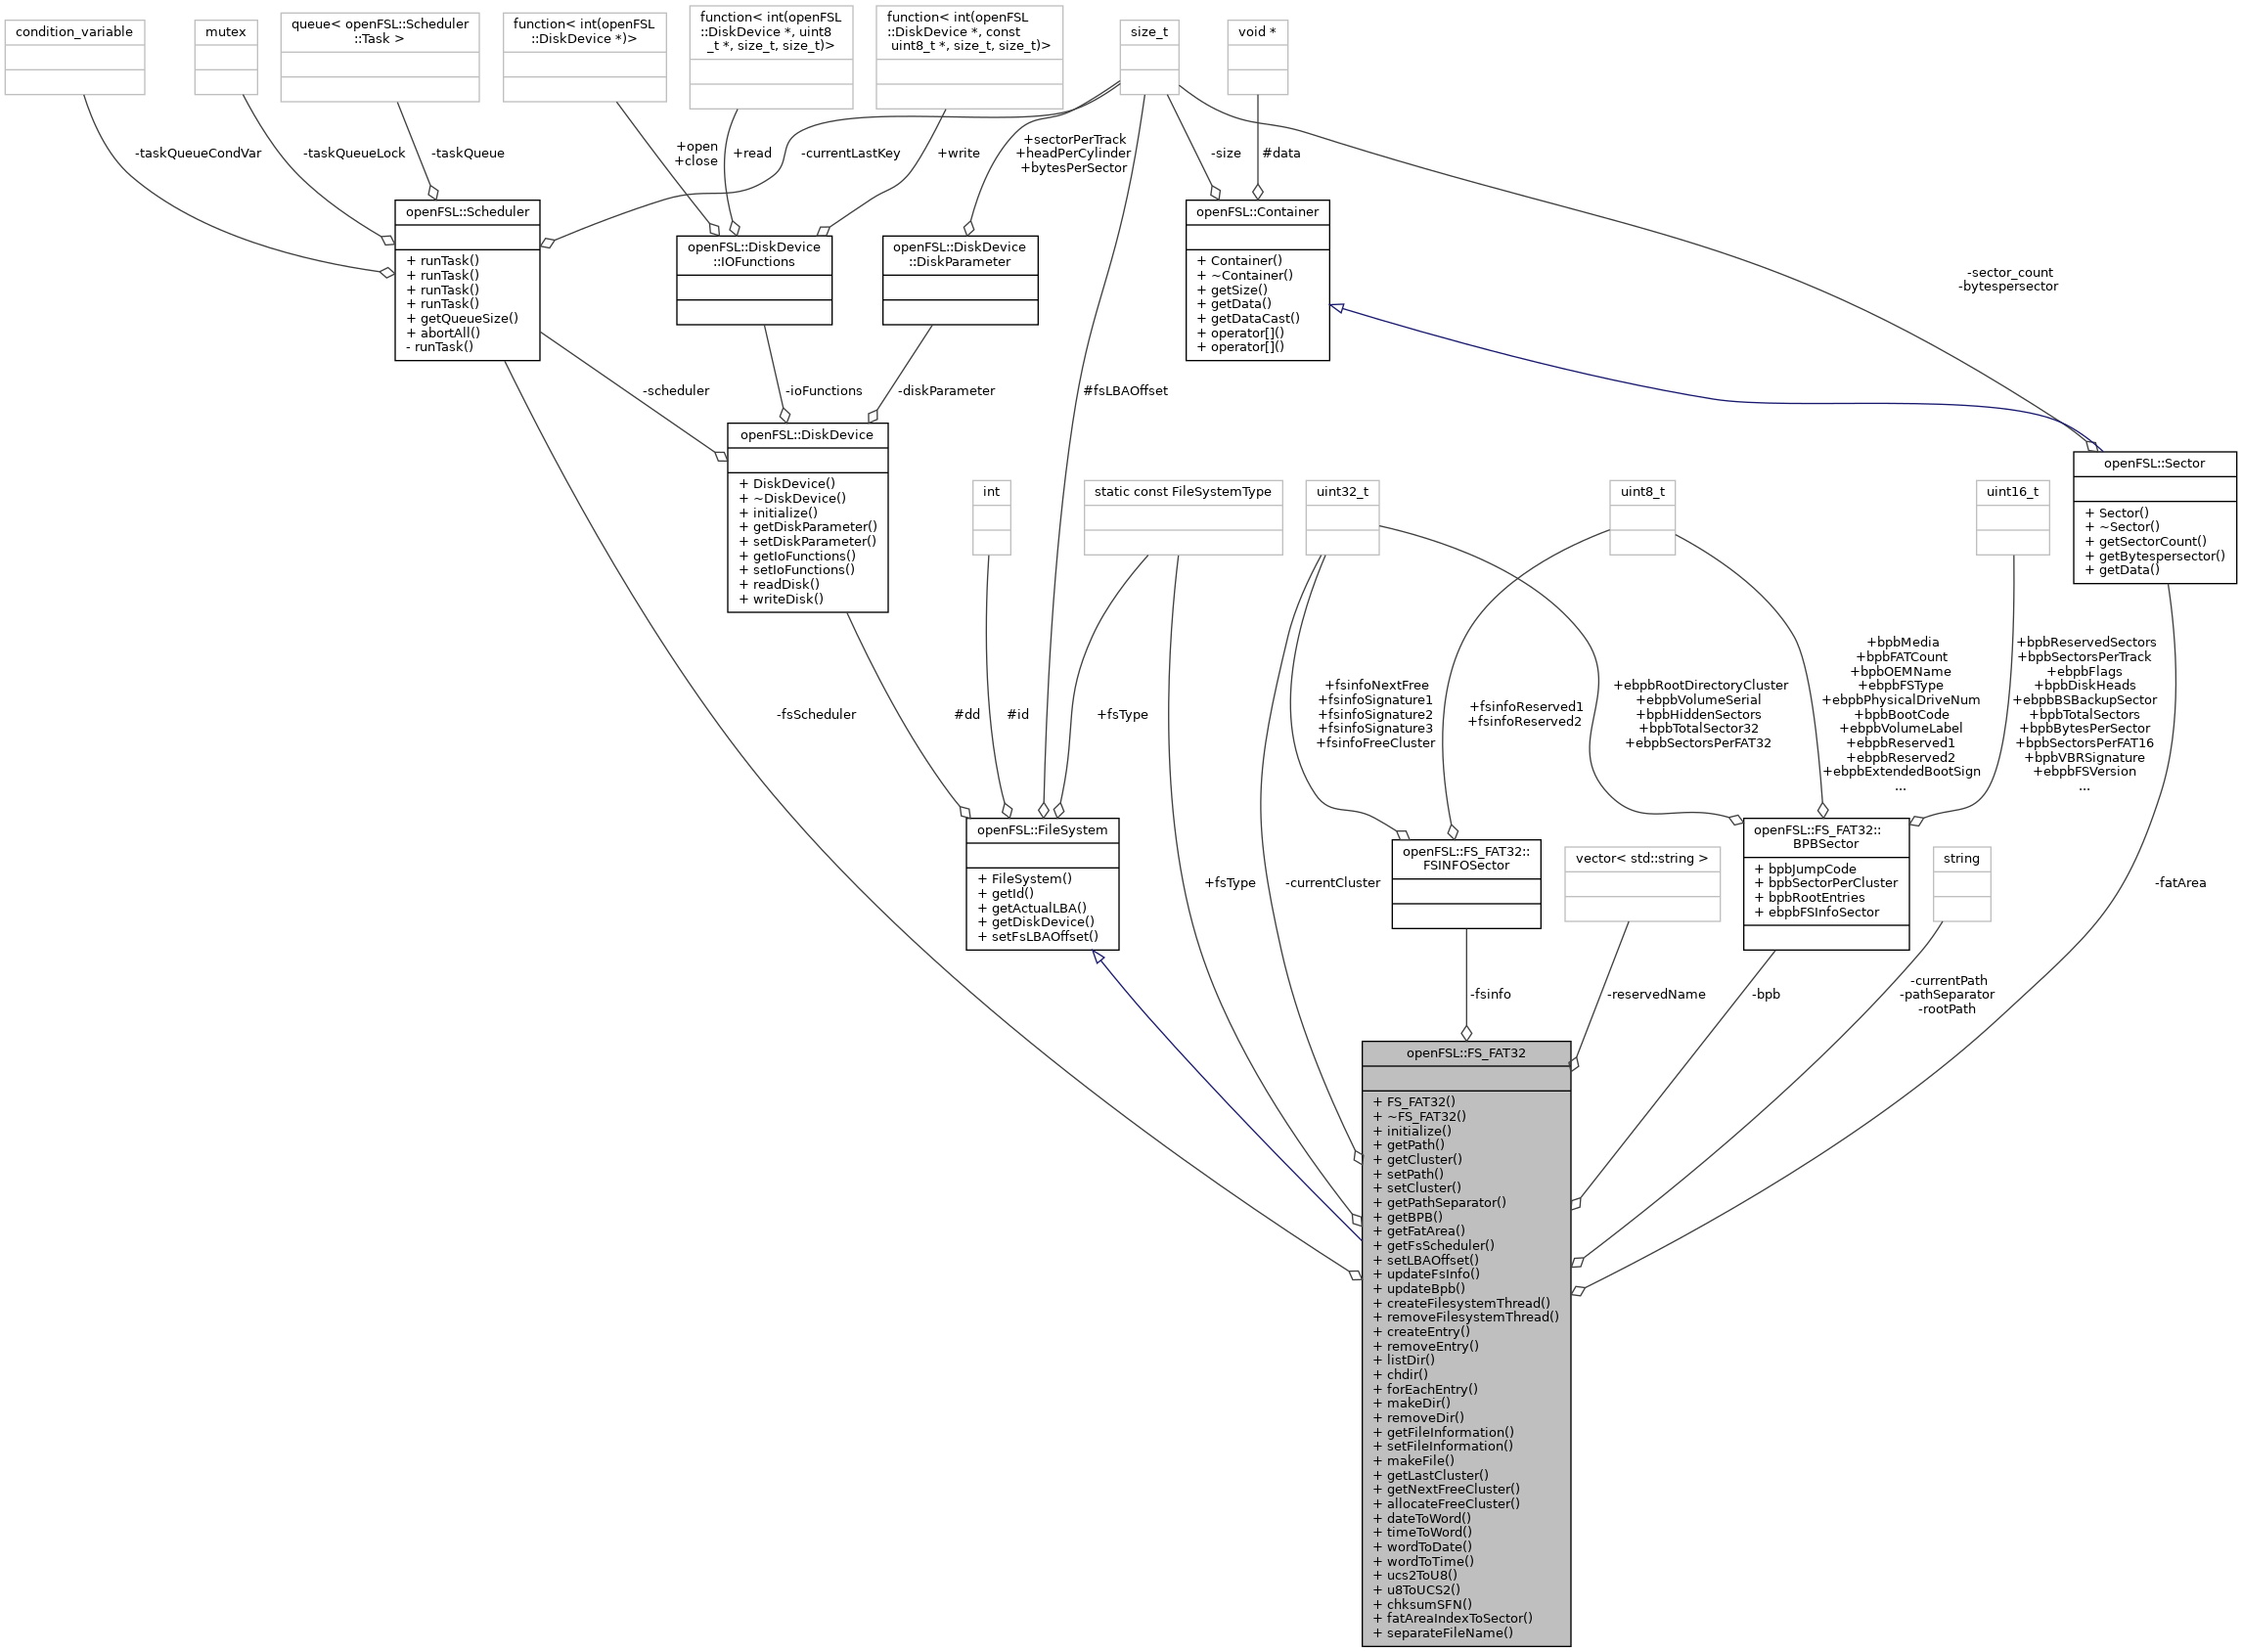 condition_variable
mutex
queue< openFSL::Scheduler
::Task >
function< int(openFSL
::DiskDevice *)>
function< int(openFSL
::DiskDevice *, uint8
_t *, size_t, size_t)>
function< int(openFSL
::DiskDevice *, const
uint8_t *, size_t, size_t)>
size_t
void *
-taskQueueCondVar
-taskQueueLock
-taskQueue
+open
+close
+read
-currentLastKey
+write
+sectorPerTrack
+headPerCylinder
+bytesPerSector
-size
#data
openFSL::Scheduler
+ runTask()
+ runTask()
+ runTask()
+ runTask()
+ getQueueSize()
+ abortAll()
- runTask()
openFSL::DiskDevice
::IOFunctions
openFSL::DiskDevice
::DiskParameter
openFSL::Container
+ Container()
+ ~Container()
+ getSize()
+ getData()
+ getDataCast()
+ operator[]()
+ operator[]()
-sector_count
-bytespersector
-scheduler
-ioFunctions
-diskParameter
#fsLBAOffset
openFSL::DiskDevice
+ DiskDevice()
+ ~DiskDevice()
+ initialize()
+ getDiskParameter()
+ setDiskParameter()
+ getIoFunctions()
+ setIoFunctions()
+ readDisk()
+ writeDisk()
int
static const FileSystemType
uint32_t
uint8_t
uint16_t
openFSL::Sector
+ Sector()
+ ~Sector()
+ getSectorCount()
+ getBytespersector()
+ getData()
-fsScheduler
#dd
#id
+fsType
+fsinfoNextFree
+fsinfoSignature1
+fsinfoSignature2
+fsinfoSignature3
+fsinfoFreeCluster
+fsinfoReserved1
+fsinfoReserved2
+ebpbRootDirectoryCluster
+ebpbVolumeSerial
+bpbHiddenSectors
+bpbTotalSector32
+ebpbSectorsPerFAT32
+bpbMedia
+bpbFATCount
+bpbOEMName
+ebpbFSType
+ebpbPhysicalDriveNum
+bpbBootCode
+ebpbVolumeLabel
+ebpbReserved1
+ebpbReserved2
+ebpbExtendedBootSign
...
+bpbReservedSectors
+bpbSectorsPerTrack
+ebpbFlags
+bpbDiskHeads
+ebpbBSBackupSector
+bpbTotalSectors
+bpbBytesPerSector
+bpbSectorsPerFAT16
+bpbVBRSignature
+ebpbFSVersion
...
openFSL::FileSystem
+ FileSystem()
+ getId()
+ getActualLBA()
+ getDiskDevice()
+ setFsLBAOffset()
+fsType
-currentCluster
openFSL::FS_FAT32::
FSINFOSector
vector< std::string >
openFSL::FS_FAT32::
BPBSector
+ bpbJumpCode
+ bpbSectorPerCluster
+ bpbRootEntries
+ ebpbFSInfoSector
string
-fatArea
-fsinfo
-reservedName
-bpb
-currentPath
-pathSeparator
-rootPath
openFSL::FS_FAT32
+ FS_FAT32()
+ ~FS_FAT32()
+ initialize()
+ getPath()
+ getCluster()
+ setPath()
+ setCluster()
+ getPathSeparator()
+ getBPB()
+ getFatArea()
+ getFsScheduler()
+ setLBAOffset()
+ updateFsInfo()
+ updateBpb()
+ createFilesystemThread()
+ removeFilesystemThread()
+ createEntry()
+ removeEntry()
+ listDir()
+ chdir()
+ forEachEntry()
+ makeDir()
+ removeDir()
+ getFileInformation()
+ setFileInformation()
+ makeFile()
+ getLastCluster()
+ getNextFreeCluster()
+ allocateFreeCluster()
+ dateToWord()
+ timeToWord()
+ wordToDate()
+ wordToTime()
+ ucs2ToU8()
+ u8ToUCS2()
+ chksumSFN()
+ fatAreaIndexToSector()
+ separateFileName()